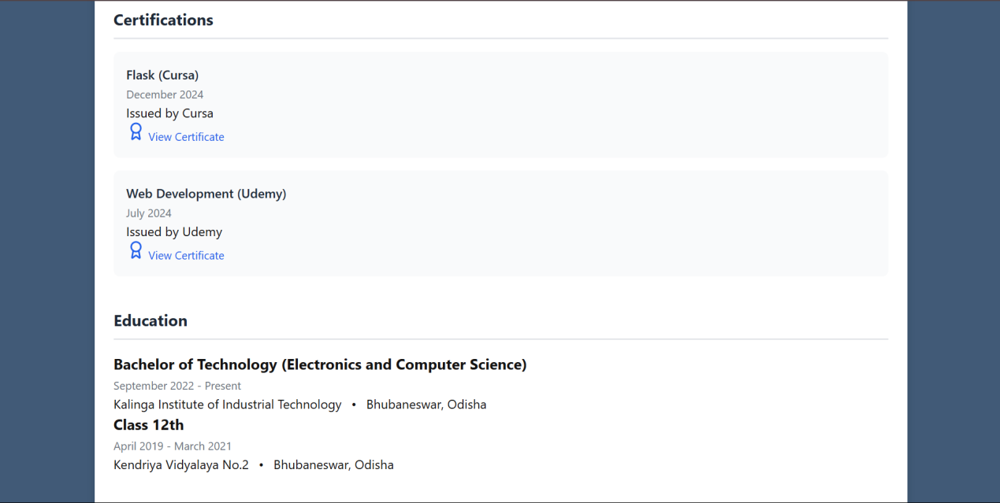 Certifications
Flask (Cursa)
December 2024
Issued by Cursa
View Certificate
Web Development (Udemy)
July 2024
Issued by Udemy
View Certificate
Education
Bachelor of Technology (Electronics and Computer Science)
September 2022 - Present
Kalinga Institute of Industrial Technology • Bhubaneswar, Odisha
Class 12th
April 2019 - March 2021
Kendriya Vidyalaya No.2 • Bhubaneswar, Odisha